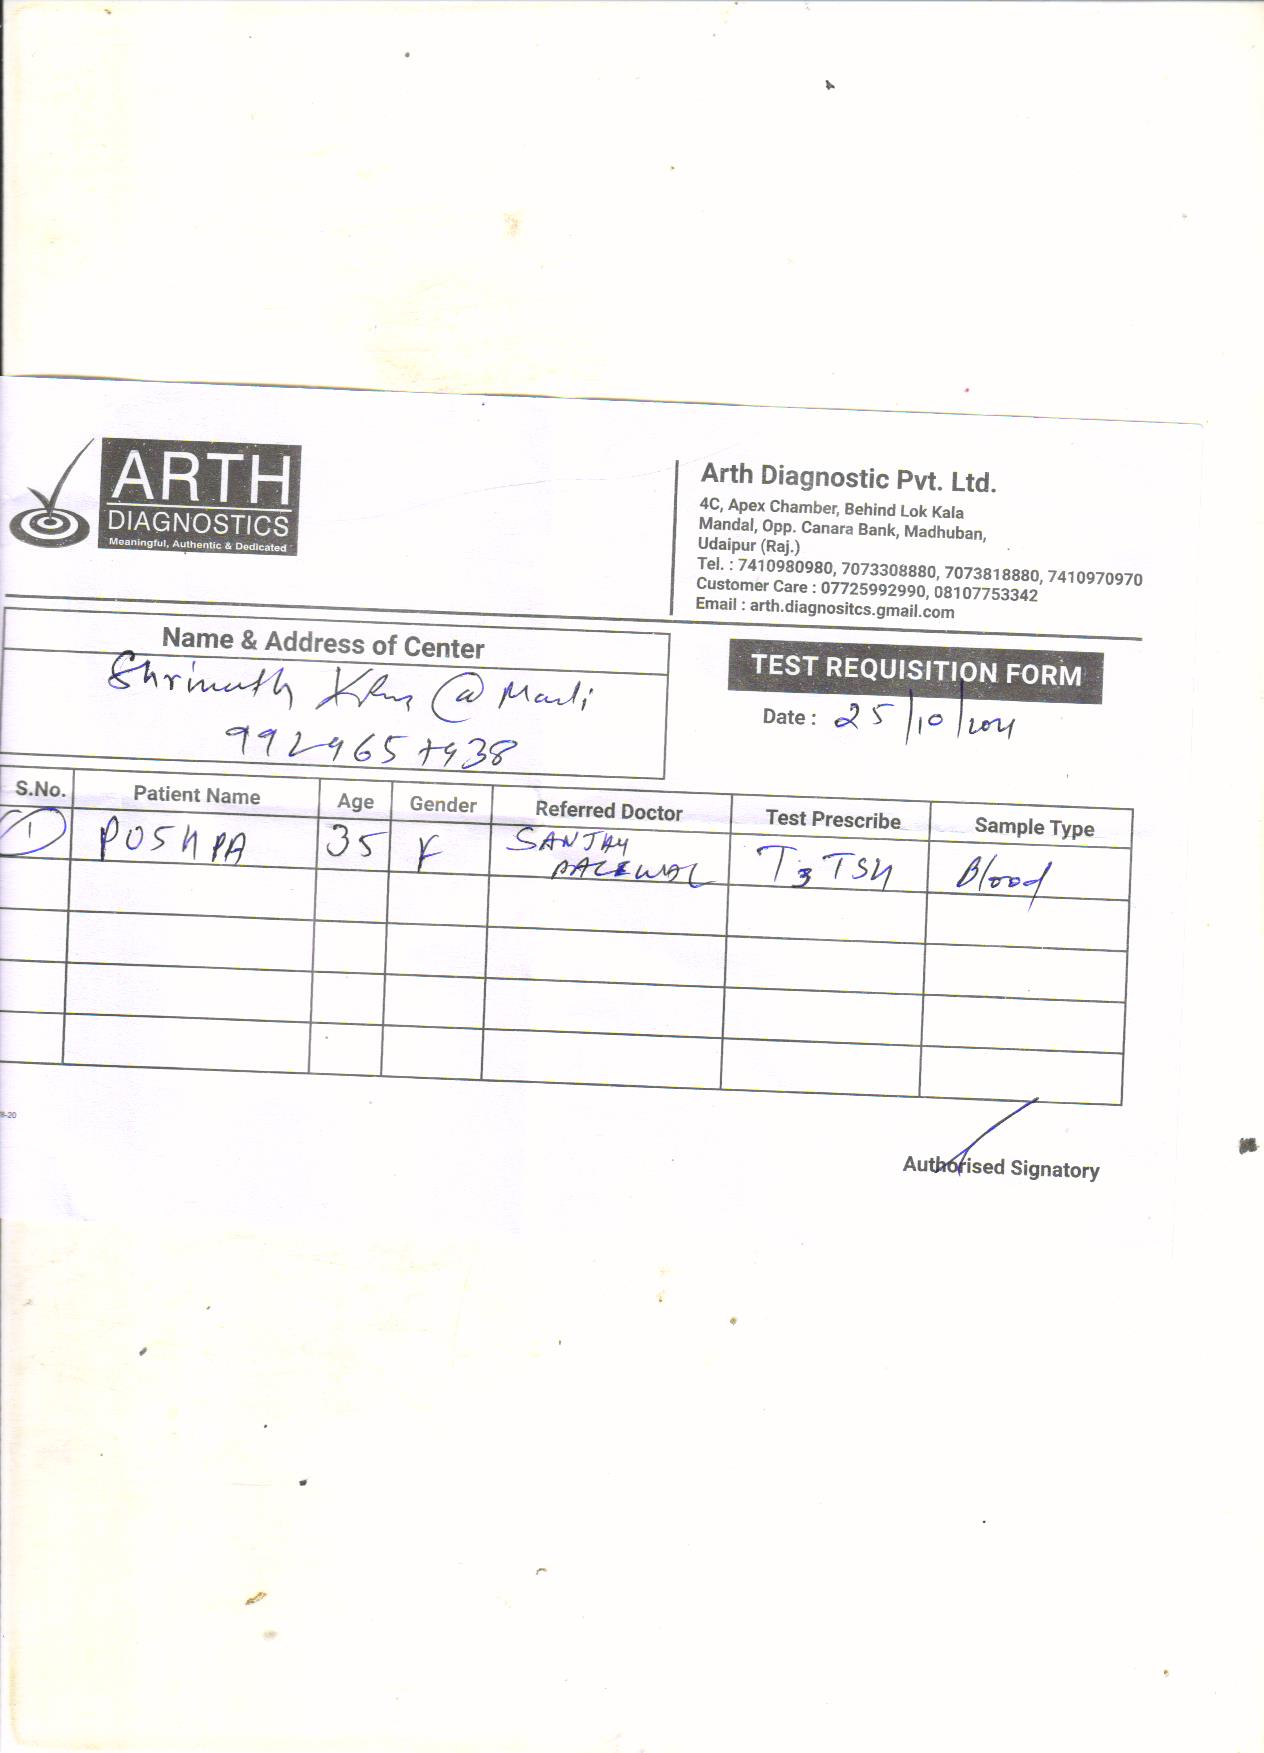 ARTH
DIAGNOSTICS
Meaningful, Authentic & Dedicated
Arth Diagnostic Pvt. Ltd.
4C, Apex Chamber, Behind Lok Kala
Mandal, Opp. Canara Bank, Madhuban,
Udaipur (Raj.)
Tel. : 7410980980, 7073308880, 7073818880, 7410970970
Customer Care : 07725992990, 08107753342
Email : arth.diagnositcs.gmail.com
Name & Address of Center
Shrinath @
TEST REQUISITION FORM
Date : 25/10/
S.No. Patient Name Age Gender Referred Doctor Test Prescribe Sample Type
1 PUSHPA 35 F SANJAY T3 TSH Blood
Authorised Signatory